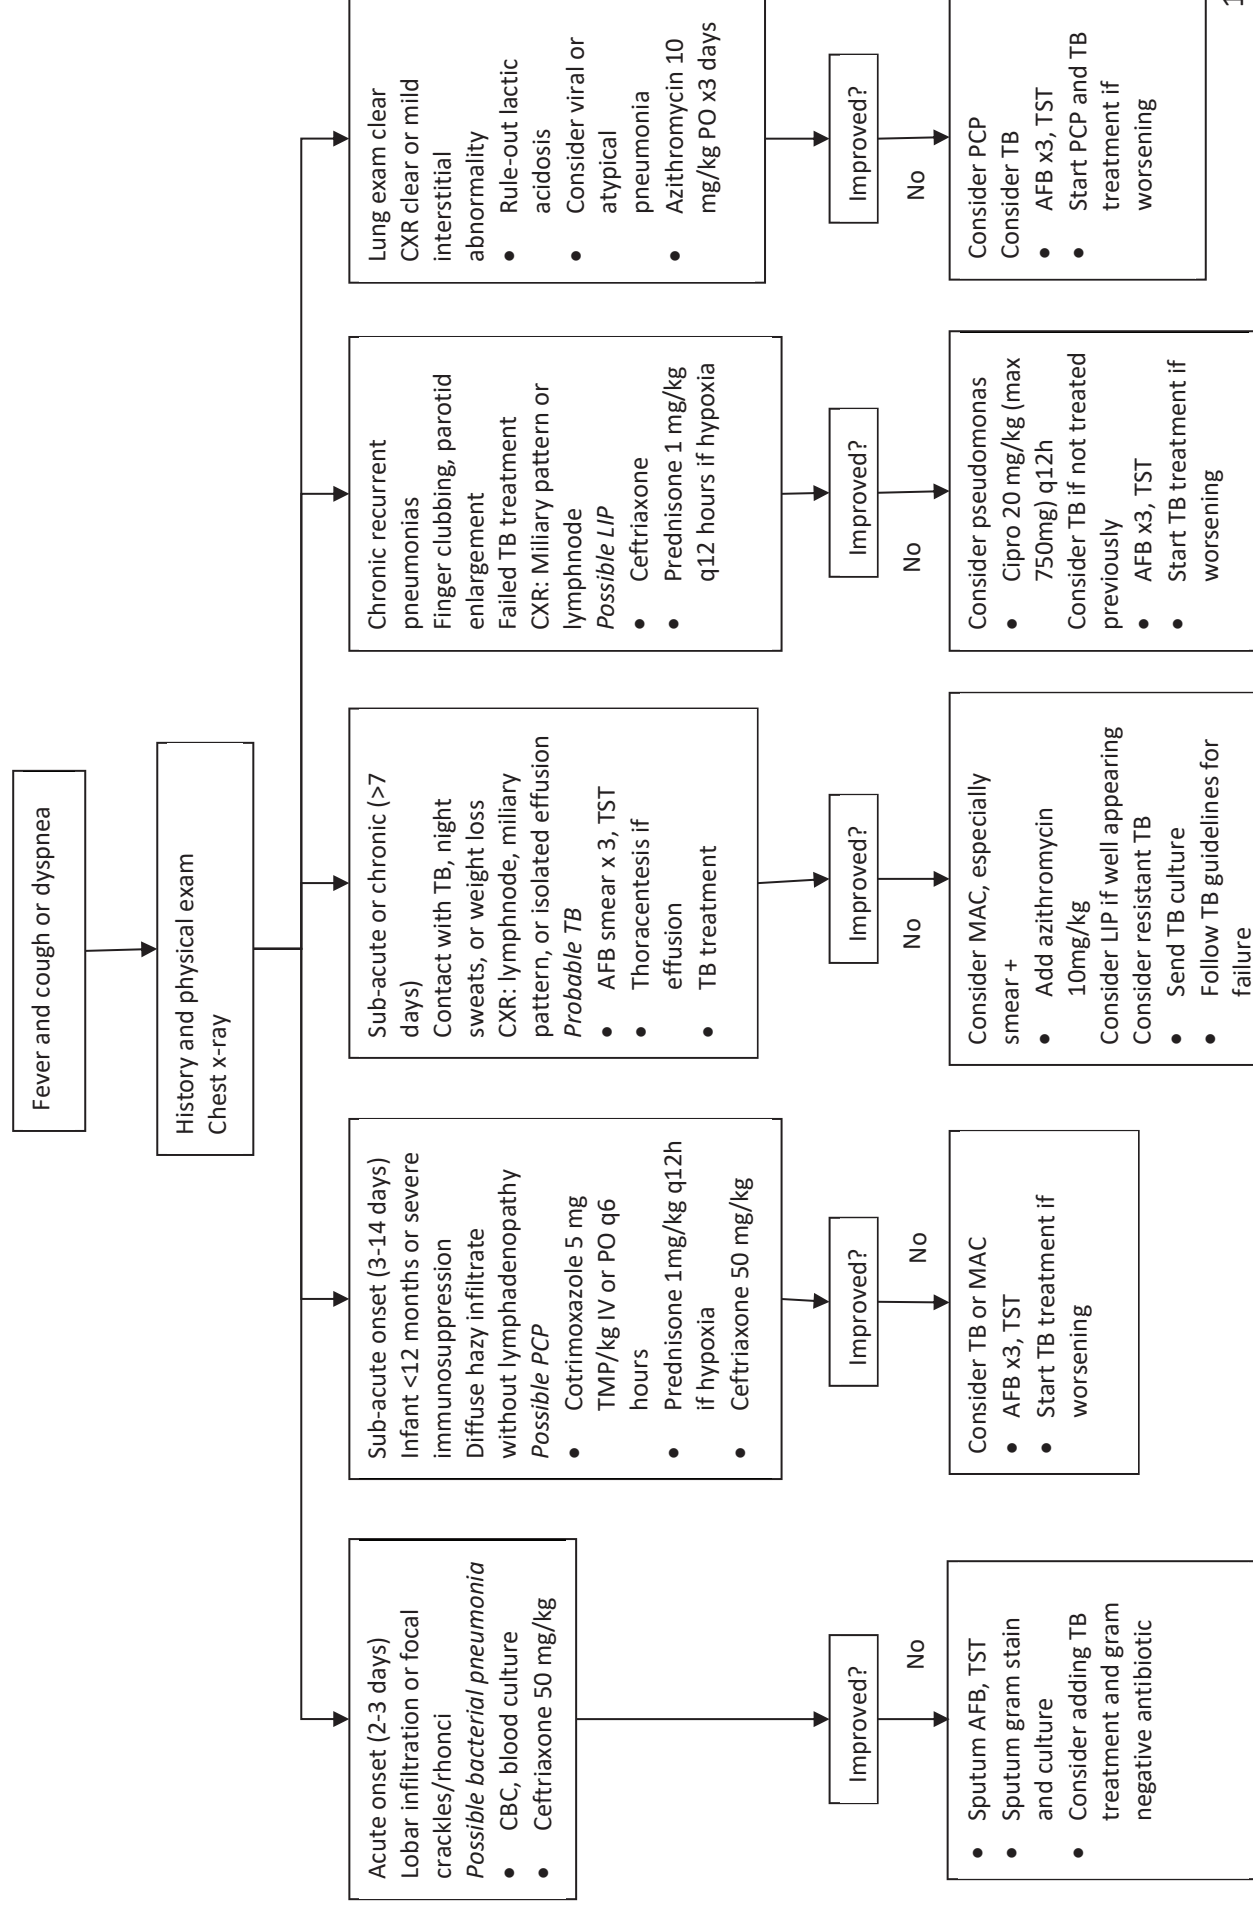 Fever and cough or dyspnea
History and physical exam
Chest x-ray
Acute onset (2-3 days)
Lobar infiltration or focal
crackles/rhonci
Possible bacterial pneumonia
• CBC, blood culture
• Ceftriaxone 50 mg/kg
Improved?
No
• Sputum AFB, TST
• Sputum gram stain
and culture
• Consider adding TB
treatment and gram
negative antibiotic
Sub-acute onset (3-14 days)
Infant <12 months or severe
immunosuppression
Diffuse hazy infiltrate
without lymphadenopathy
Possible PCP
• Cotrimoxazole 5 mg
TMP/kg IV or PO q6
hours
• Prednisone 1mg/kg q12h
if hypoxia
• Ceftriaxone 50 mg/kg
Improved?
No
Consider TB or MAC
• AFB x3, TST
• Start TB treatment if
worsening
Sub-acute or chronic (>7
days)
Contact with TB, night
sweats, or weight loss
CXR: lymphnode, miliary
pattern, or isolated effusion
Probable TB
• AFB smear x 3, TST
• Thoracentesis if
effusion
• TB treatment
Improved?
No
Consider MAC, especially
smear +
• Add azithromycin
10mg/kg
Consider LIP if well appearing
Consider resistant TB
• Send TB culture
• Follow TB guidelines for
failure
Chronic recurrent
pneumonias
Finger clubbing, parotid
enlargement
Failed TB treatment
CXR: Miliary pattern or
lymphnode
Possible LIP
• Ceftriaxone
• Prednisone 1 mg/kg
q12 hours if hypoxia
Improved?
No
Consider pseudomonas
• Cipro 20 mg/kg (max
750mg) q12h
Consider TB if not treated
previously
• AFB x3, TST
• Start TB treatment if
worsening
Lung exam clear
CXR clear or mild
interstitial
abnormality
• Rule-out lactic
acidosis
• Consider viral or
atypical
pneumonia
• Azithromycin 10
mg/kg PO x3 days
Improved?
No
Consider PCP
Consider TB
• AFB x3, TST
• Start PCP and TB
treatment if
worsening